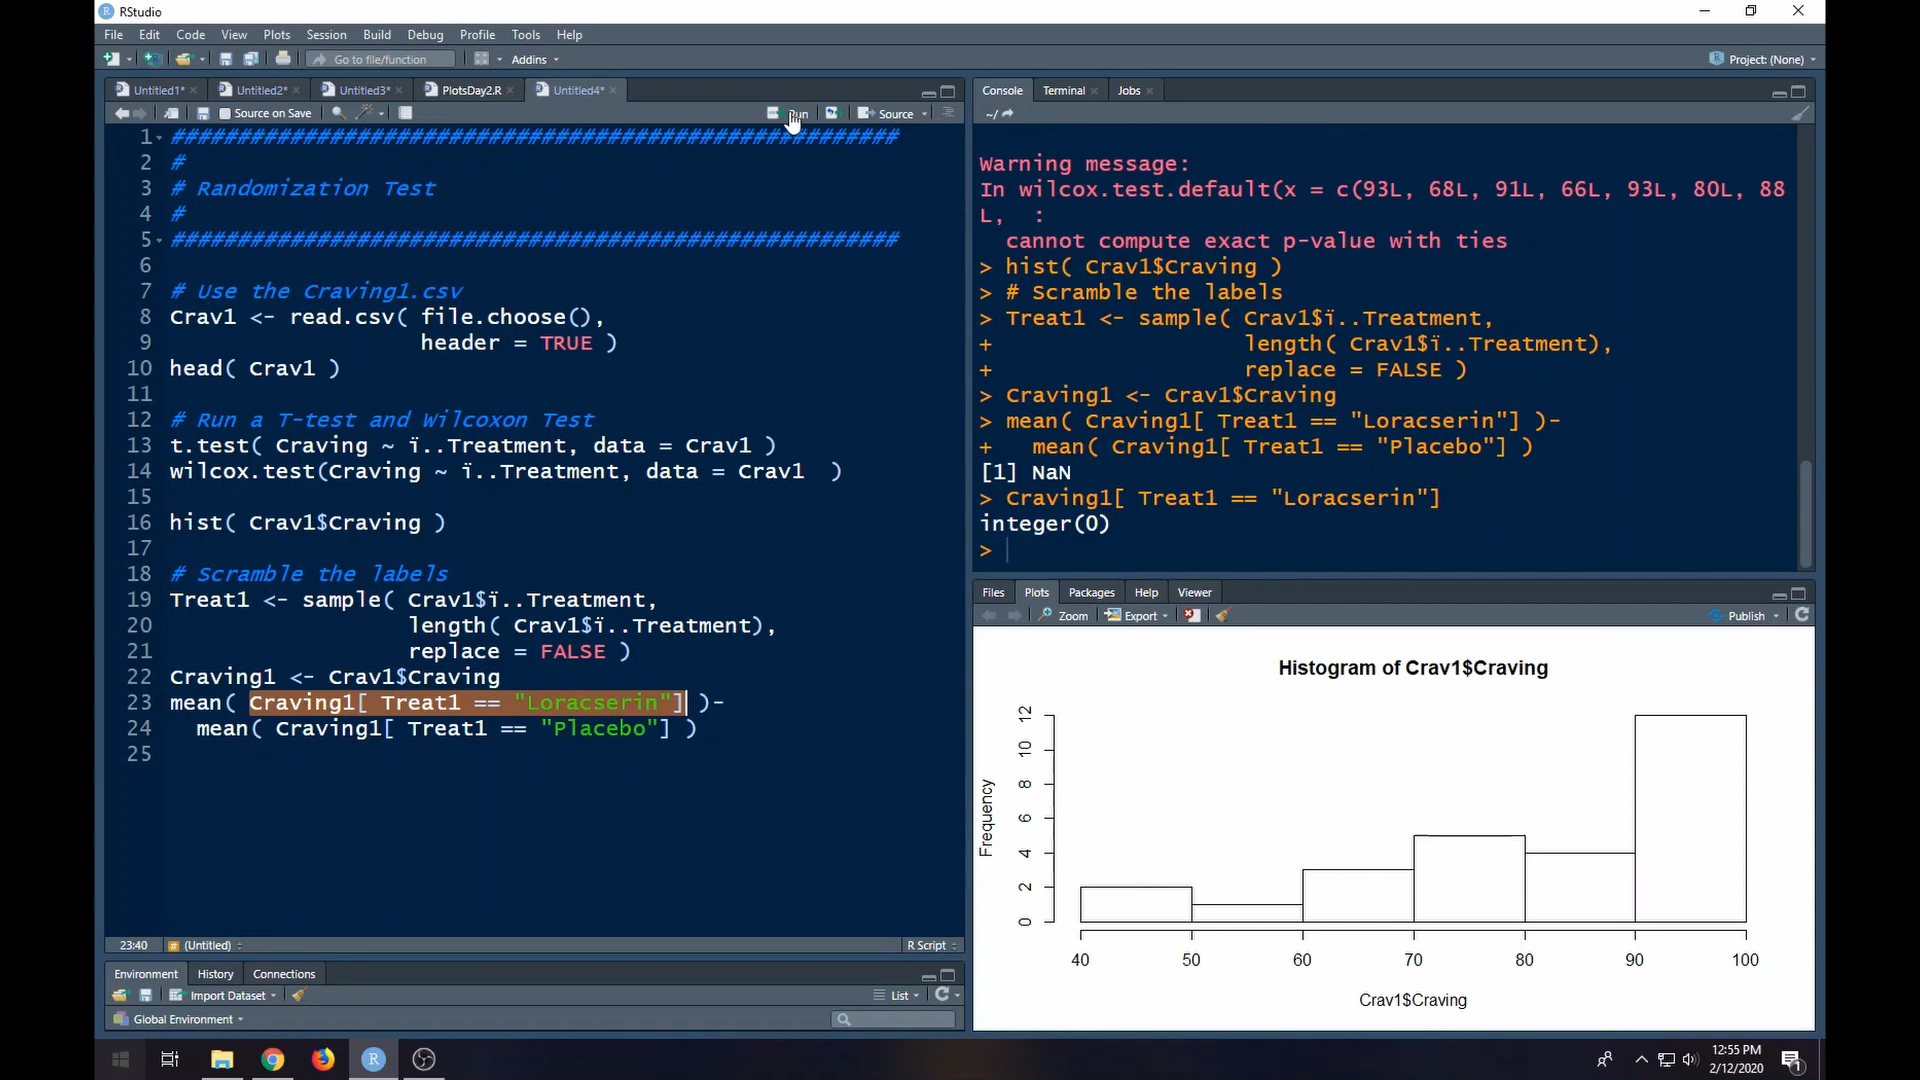 RStudio
File Edit Code View Plots Session Build Debug Profile Tools Help
Go to file/function Addins Project: (None)
Untitled1* Untitled2* Untitled3* PlotsDay2.R Untitled4*
Source on Save Run Source
1 #######################################################
2 #
3 # Randomization Test
4 #
5 #######################################################
6
7 # Use the Craving1.csv
8 Crav1 <- read.csv( file.choose(),
9 header = TRUE )
10 head( Crav1 )
11
12 # Run a T-test and Wilcoxon Test
13 t.test( Craving ~ ï..Treatment, data = Crav1 )
14 wilcox.test(Craving ~ ï..Treatment, data = Crav1  )
15
16 hist( Crav1$Craving )
17
18 # Scramble the labels
19 Treat1 <- sample( Crav1$ï..Treatment,
20 length( Crav1$ï..Treatment),
21 replace = FALSE )
22 Craving1 <- Crav1$Craving
23 mean( Craving1[ Treat1 == "Loracserin"] )-
24 mean( Craving1[ Treat1 == "Placebo"] )
25
23:40 (Untitled) R Script
Environment History Connections
Import Dataset List
Global Environment
Console Terminal Jobs
~/
Warning message:
In wilcox.test.default(x = c(93L, 68L, 91L, 66L, 93L, 80L, 88
L,  :
cannot compute exact p-value with ties
> hist( Crav1$Craving )
> # Scramble the labels
> Treat1 <- sample( Crav1$ï..Treatment,
+ length( Crav1$ï..Treatment),
+ replace = FALSE )
> Craving1 <- Crav1$Craving
> mean( Craving1[ Treat1 == "Loracserin"] )-
+ mean( Craving1[ Treat1 == "Placebo"] )
[1] NaN
> Craving1[ Treat1 == "Loracserin"]
integer(0)
>
Files Plots Packages Help Viewer
Zoom Export Publish
Histogram of Crav1$Craving
Frequency
12
10
8
6
4
2
0
40 50 60 70 80 90 100
Crav1$Craving
12:55 PM
2/12/2020
1